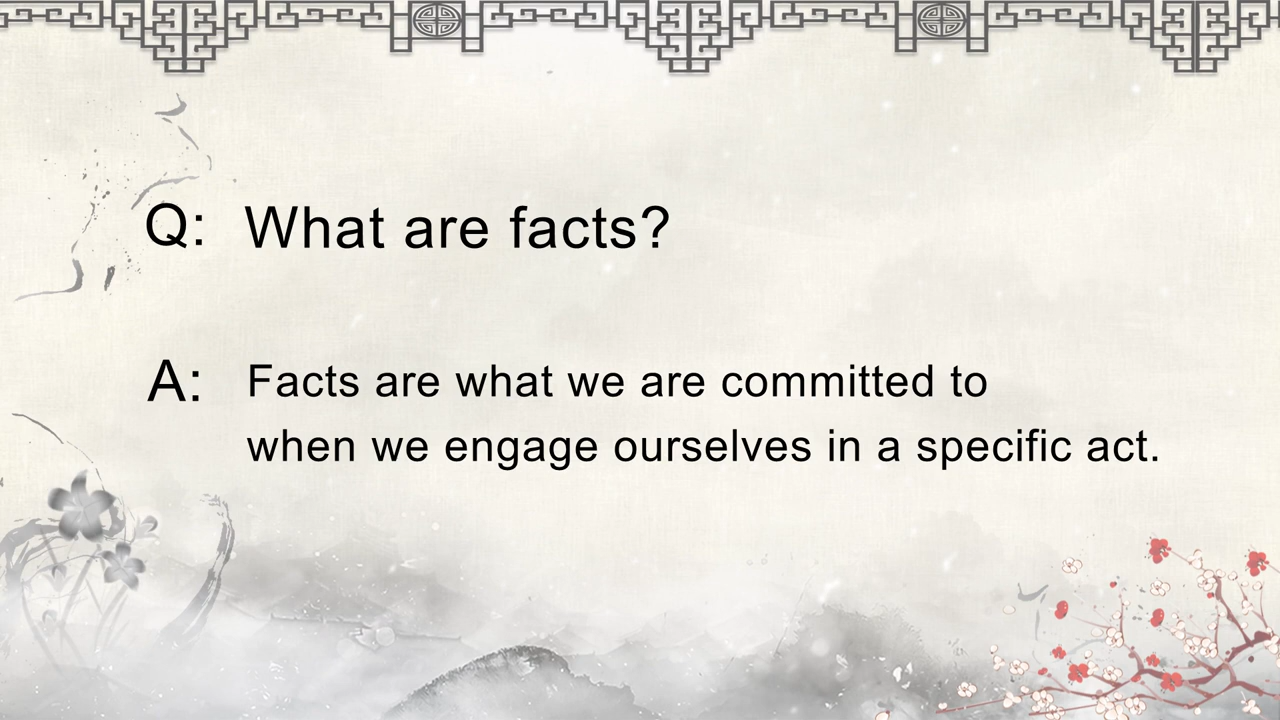 Q: What are facts?
A: Facts are what we are committed to
when we engage ourselves in a specific act.